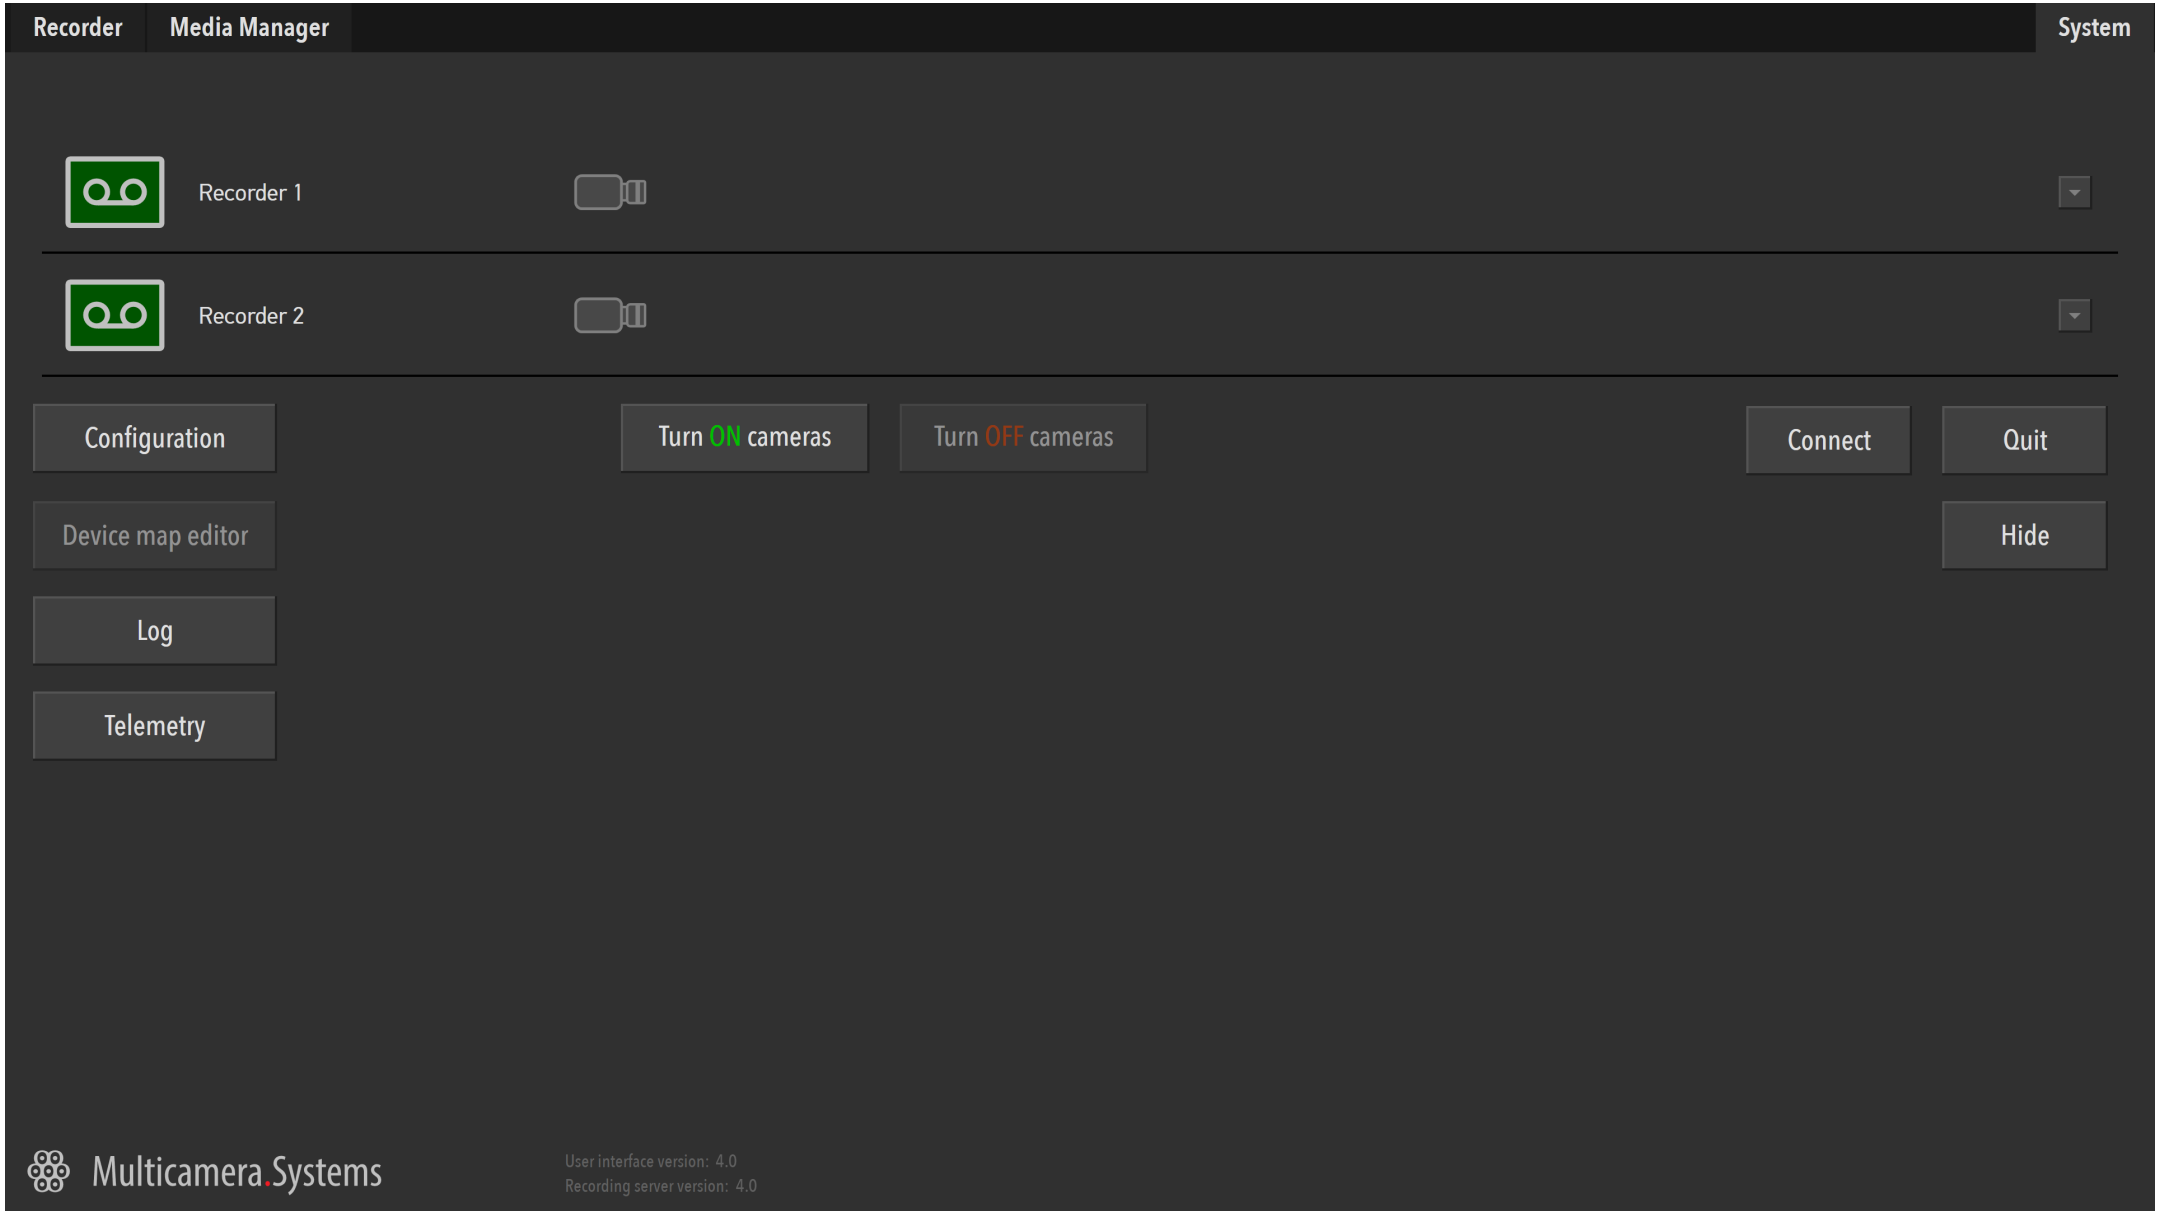 Recorder
Media Manager
System
Recorder 1
Recorder 2
Configuration
Turn ON cameras
Turn OFF cameras
Connect
Quit
Device map editor
Hide
Log
Telemetry
Multicamera.Systems
User interface version: 4.0
Recording server version: 4.0